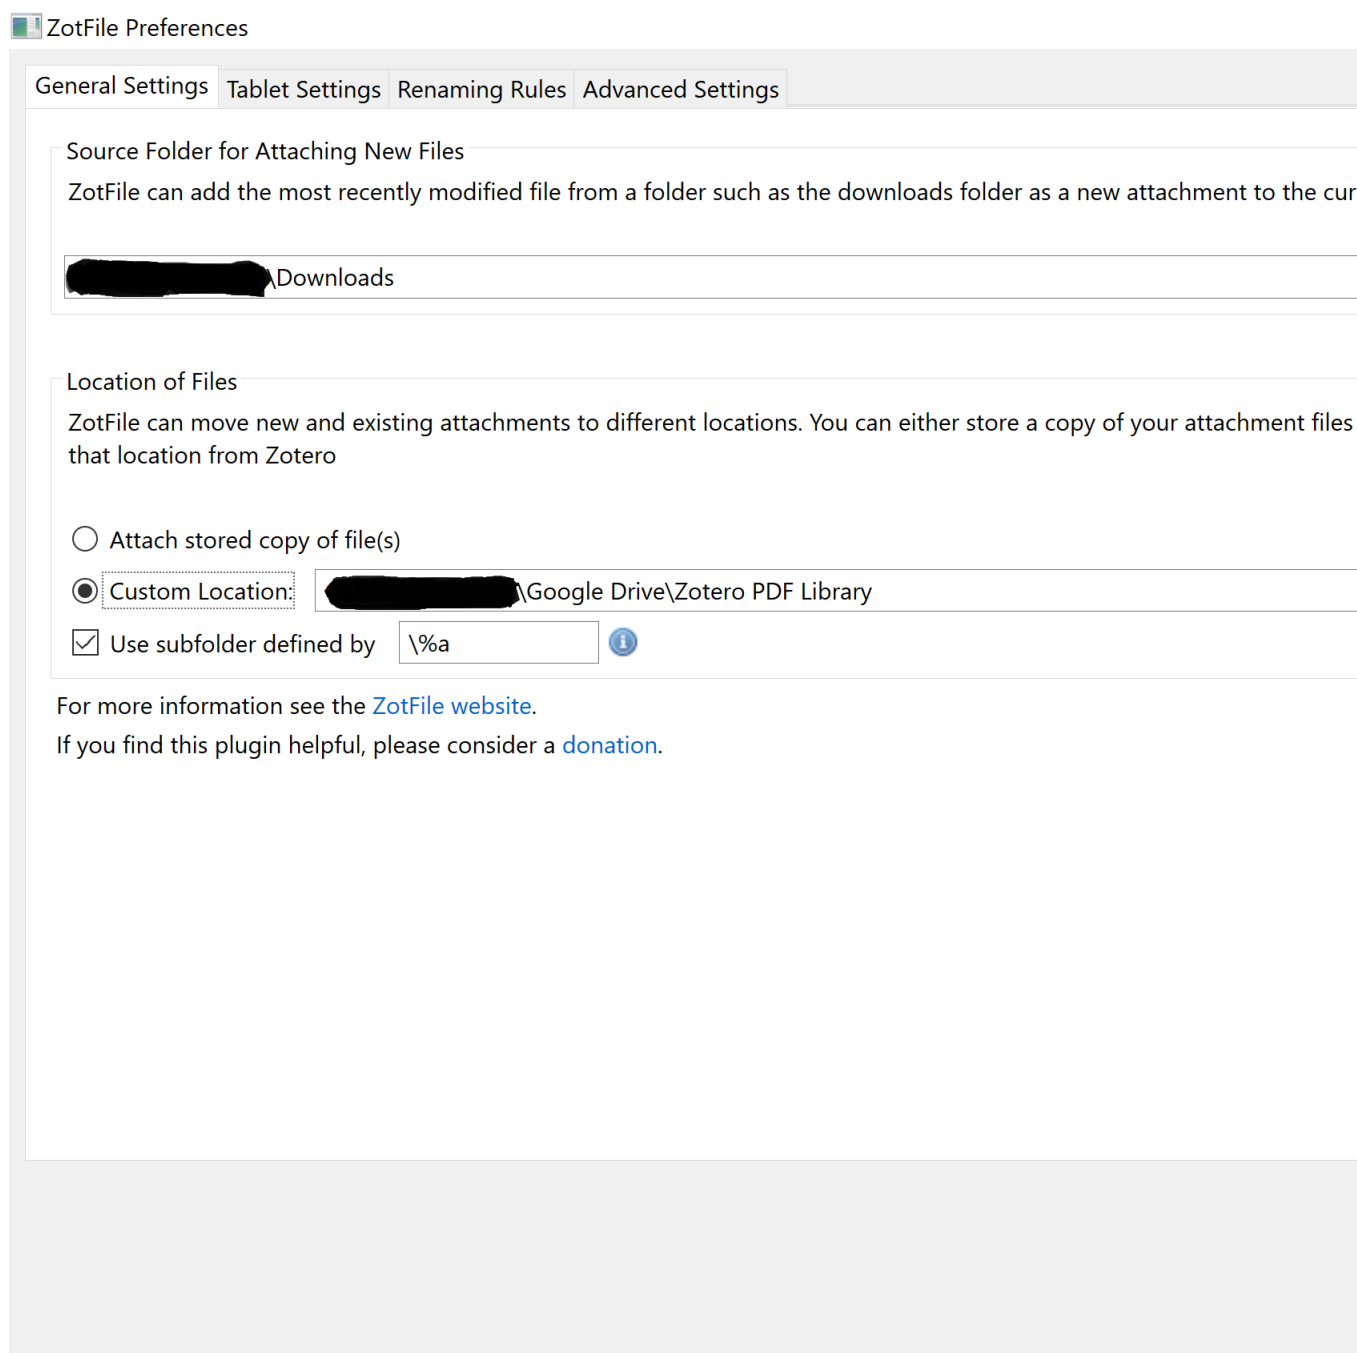 ZotFile Preferences
General Settings Tablet Settings Renaming Rules Advanced Settings
Source Folder for Attaching New Files
ZotFile can add the most recently modified file from a folder such as the downloads folder as a new attachment to the cur
\Downloads
Location of Files
ZotFile can move new and existing attachments to different locations. You can either store a copy of your attachment files
that location from Zotero
Attach stored copy of file(s)
Custom Location: \Google Drive\Zotero PDF Library
Use subfolder defined by \%a
For more information see the ZotFile website.
If you find this plugin helpful, please consider a donation.